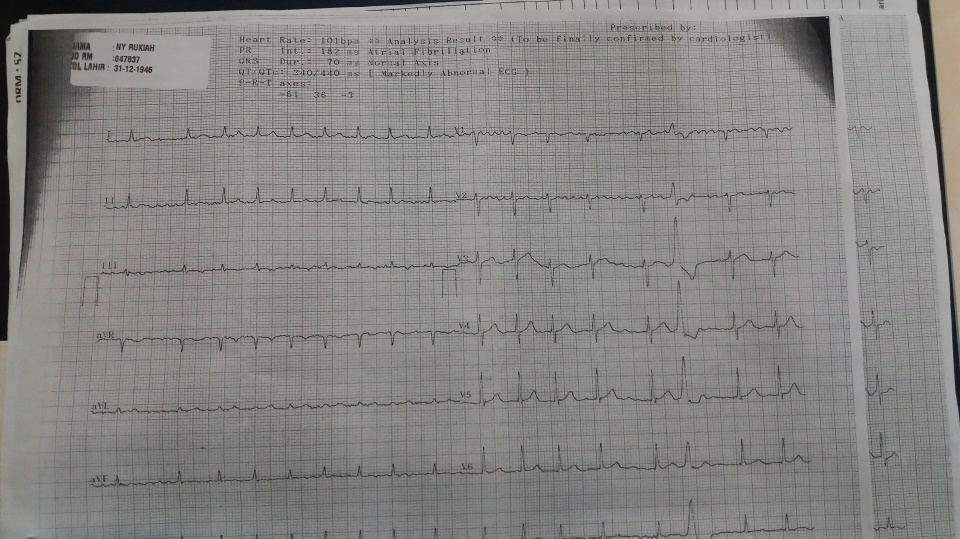 Prescribed by:
Heart Rate: 101bps ** Analysis Result ** (To be finally confirmed by cardiologist)
PR Int.: 182 ms Atrial Fibrillation
QRS Dur.: 70 ms Normal Axis
QT/QTc: 340/440 ms [ Markedly Abnormal ECG ]
P-R-T axes:
-61 36 -7
NAMA : NY RUKIAH
NO RM : 047837
TGL LAHIR : 31-12-1946
I V1
II V2
III V3
aVR V4
aVL V5
aVF V6